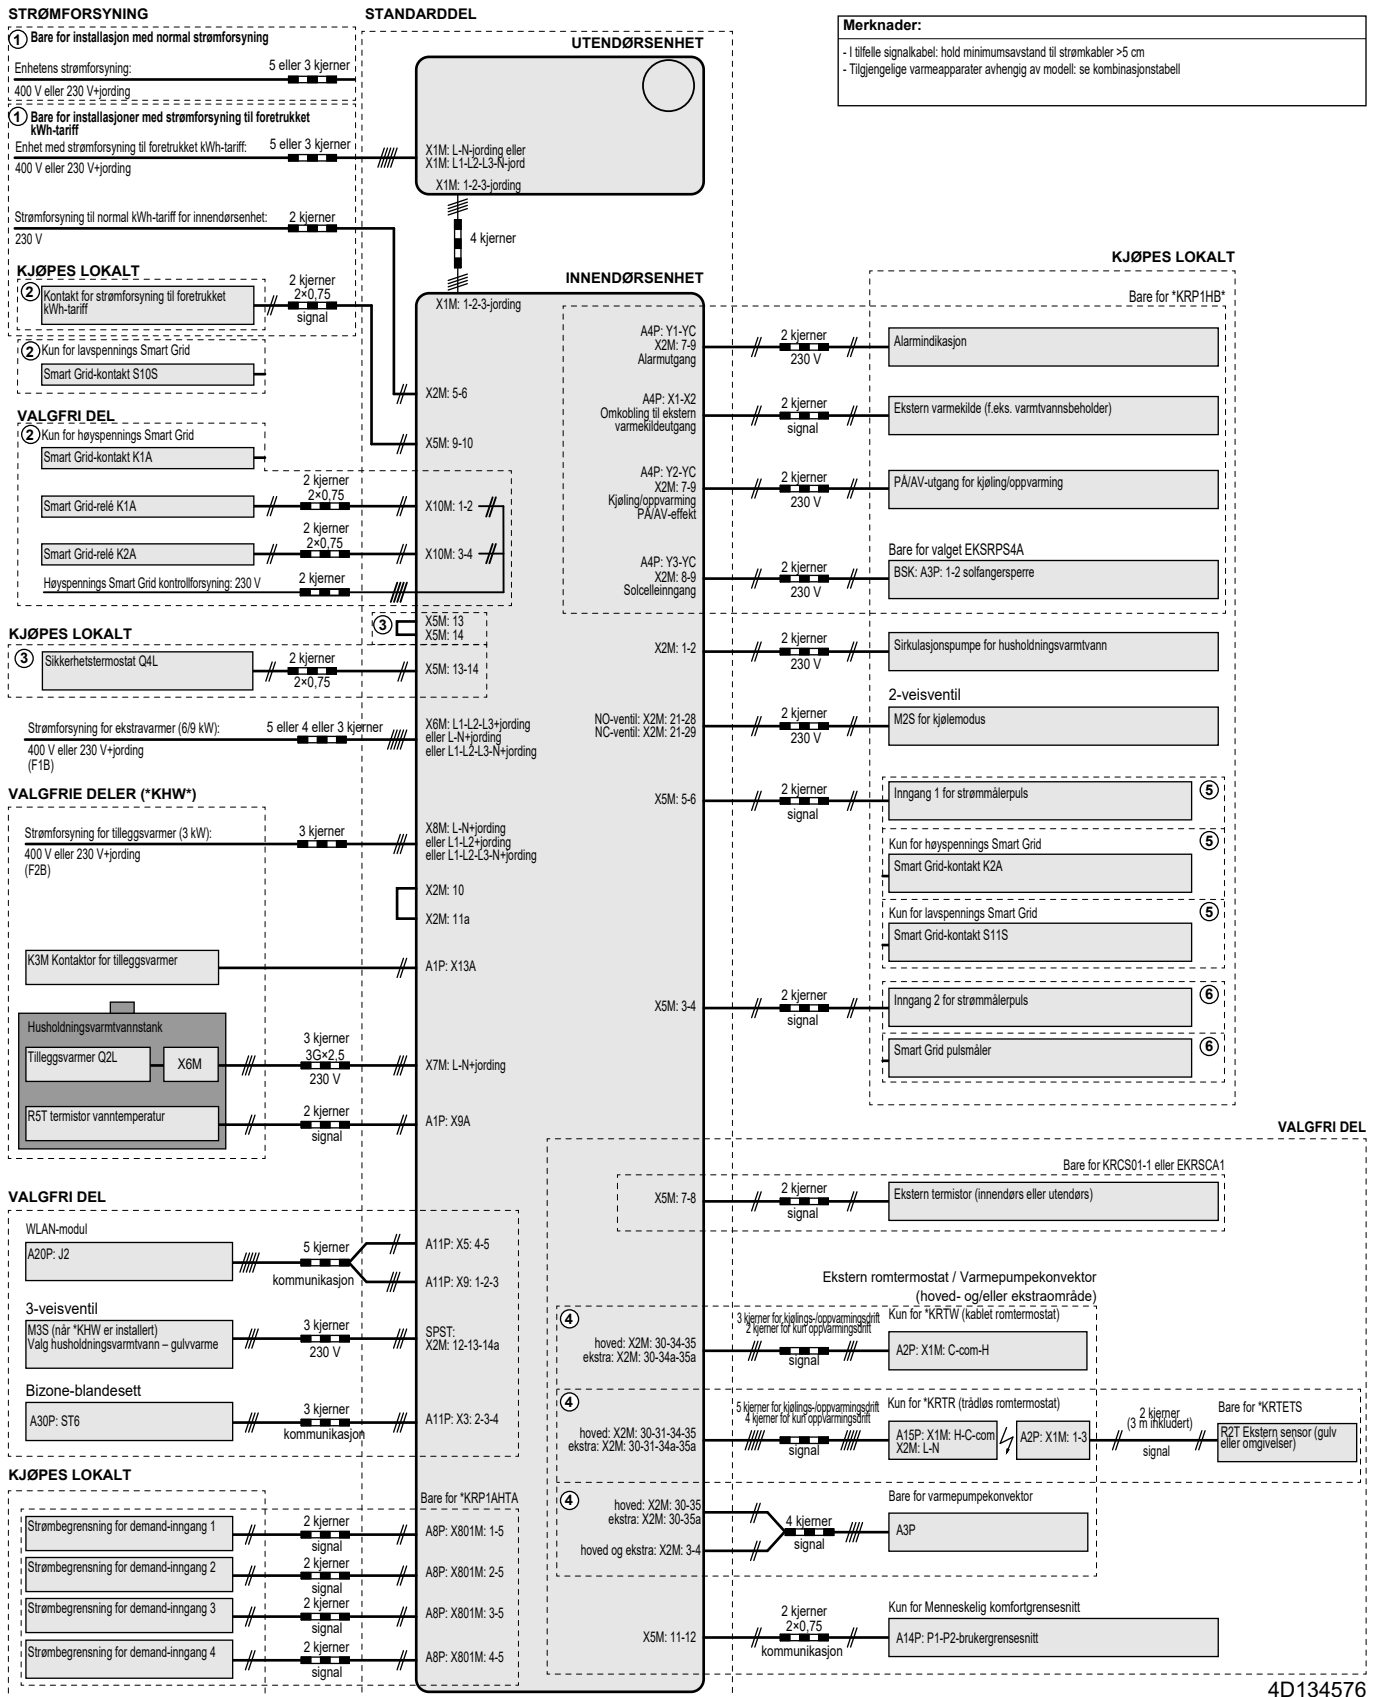 STRØMFORSYNING
① Bare for installasjon med normal strømforsyning
Enhetens strømforsyning:
5 eller 3 kjerner
400 V eller 230 V+jording
① Bare for installasjoner med strømforsyning til foretrukket
kWh-tariff
Enhet med strømforsyning til foretrukket kWh-tariff:
5 eller 3 kjerner
400 V eller 230 V+jording
Strømforsyning til normal kWh-tariff for innendørsenhet:
2 kjerner
230 V
KJØPES LOKALT
② Kontakt for strømforsyning til foretrukket
kWh-tariff
2 kjerner
2×0,75
signal
② Kun for lavspennings Smart Grid
Smart Grid-kontakt S10S
VALGFRI DEL
② Kun for høyspennings Smart Grid
Smart Grid-kontakt K1A
Smart Grid-relé K1A
2 kjerner
2×0,75
Smart Grid-relé K2A
2 kjerner
2×0,75
Høyspennings Smart Grid kontrollforsyning: 230 V
2 kjerner
KJØPES LOKALT
③ Sikkerhetstermostat Q4L
2 kjerner
2×0,75
Strømforsyning for ekstravarmer (6/9 kW):
5 eller 4 eller 3 kjerner
400 V eller 230 V+jording
(F1B)
VALGFRIE DELER (*KHW*)
Strømforsyning for tilleggsvarmer (3 kW):
3 kjerner
400 V eller 230 V+jording
(F2B)
K3M Kontaktor for tilleggsvarmer
Husholdningsvarmtvannstank
Tilleggsvarmer Q2L
X6M
3 kjerner
3G×2,5
230 V
R5T termistor vanntemperatur
2 kjerner
signal
VALGFRI DEL
WLAN-modul
A20P: J2
5 kjerner
kommunikasjon
3-veisventil
M3S (når *KHW er installert)
Valg husholdningsvarmtvann – gulvvarme
3 kjerner
230 V
Bizone-blandesett
A30P: ST6
3 kjerner
kommunikasjon
KJØPES LOKALT
Bare for *KRP1AHTA
Strømbegrensning for demand-inngang 1
2 kjerner
signal
Strømbegrensning for demand-inngang 2
2 kjerner
signal
Strømbegrensning for demand-inngang 3
2 kjerner
signal
Strømbegrensning for demand-inngang 4
2 kjerner
signal
STANDARDDEL
UTENDØRSENHET
X1M: L-N-jording eller
X1M: L1-L2-L3-N-jord
X1M: 1-2-3-jording
4 kjerner
INNENDØRSENHET
X1M: 1-2-3-jording
X2M: 5-6
X5M: 9-10
X10M: 1-2
X10M: 3-4
③
X5M: 13
X5M: 14
X5M: 13-14
X6M: L1-L2-L3+jording
eller L-N+jording
eller L1-L2-L3-N+jording
X8M: L-N+jording
eller L1-L2+jording
eller L1-L2-L3-N+jording
X2M: 10
X2M: 11a
A1P: X13A
X7M: L-N+jording
A1P: X9A
A11P: X5: 4-5
A11P: X9: 1-2-3
SPST:
X2M: 12-13-14a
A11P: X3: 2-3-4
A8P: X801M: 1-5
A8P: X801M: 2-5
A8P: X801M: 3-5
A8P: X801M: 4-5
Merknader:
- I tilfelle signalkabel: hold minimumsavstand til strømkabler >5 cm
- Tilgjengelige varmeapparater avhengig av modell: se kombinasjonstabell
KJØPES LOKALT
Bare for *KRP1HB*
A4P: Y1-YC
X2M: 7-9
Alarmutgang
2 kjerner
230 V
Alarmindikasjon
A4P: X1-X2
Omkobling til ekstern
varmekildeutgang
2 kjerner
signal
Ekstern varmekilde (f.eks. varmtvannsbeholder)
A4P: Y2-YC
X2M: 7-9
Kjøling/oppvarming
PÅ/AV-effekt
2 kjerner
230 V
PÅ/AV-utgang for kjøling/oppvarming
Bare for valget EKSRPS4A
A4P: Y3-YC
X2M: 8-9
Solcelleinngang
2 kjerner
230 V
BSK: A3P: 1-2 solfangersperre
X2M: 1-2
2 kjerner
230 V
Sirkulasjonspumpe for husholdningsvarmtvann
2-veisventil
NO-ventil: X2M: 21-28
NC-ventil: X2M: 21-29
2 kjerner
230 V
M2S for kjølemodus
X5M: 5-6
2 kjerner
signal
Inngang 1 for strømmålerpuls
⑤
Kun for høyspennings Smart Grid
⑤
Smart Grid-kontakt K2A
Kun for lavspennings Smart Grid
⑤
Smart Grid-kontakt S11S
X5M: 3-4
2 kjerner
signal
Inngang 2 for strømmålerpuls
⑥
Smart Grid pulsmåler
⑥
VALGFRI DEL
Bare for KRCS01-1 eller EKRSCA1
X5M: 7-8
2 kjerner
signal
Ekstern termistor (innendørs eller utendørs)
Ekstern romtermostat / Varmepumpekonvektor
(hoved- og/eller ekstraområde)
④
hoved: X2M: 30-34-35
ekstra: X2M: 30-34a-35a
3 kjerner for kjølings-/oppvarmingsdrift
2 kjerner for kun oppvarmingsdrift
signal
Kun for *KRTW (kablet romtermostat)
A2P: X1M: C-com-H
④
hoved: X2M: 30-31-34-35
ekstra: X2M: 30-31-34a-35a
5 kjerner for kjølings-/oppvarmingsdrift
4 kjerner for kun oppvarmingsdrift
signal
Kun for *KRTR (trådløs romtermostat)
A15P: X1M: H-C-com
X2M: L-N
A2P: X1M: 1-3
2 kjerner
(3 m inkludert)
signal
Bare for *KRTETS
R2T Ekstern sensor (gulv
eller omgivelser)
④
hoved: X2M: 30-35
ekstra: X2M: 30-35a
hoved og ekstra: X2M: 3-4
4 kjerner
signal
Bare for varmepumpekonvektor
A3P
X5M: 11-12
2 kjerner
2×0,75
kommunikasjon
Kun for Menneskelig komfortgrensesnitt
A14P: P1-P2-brukergrensesnitt
4D134576